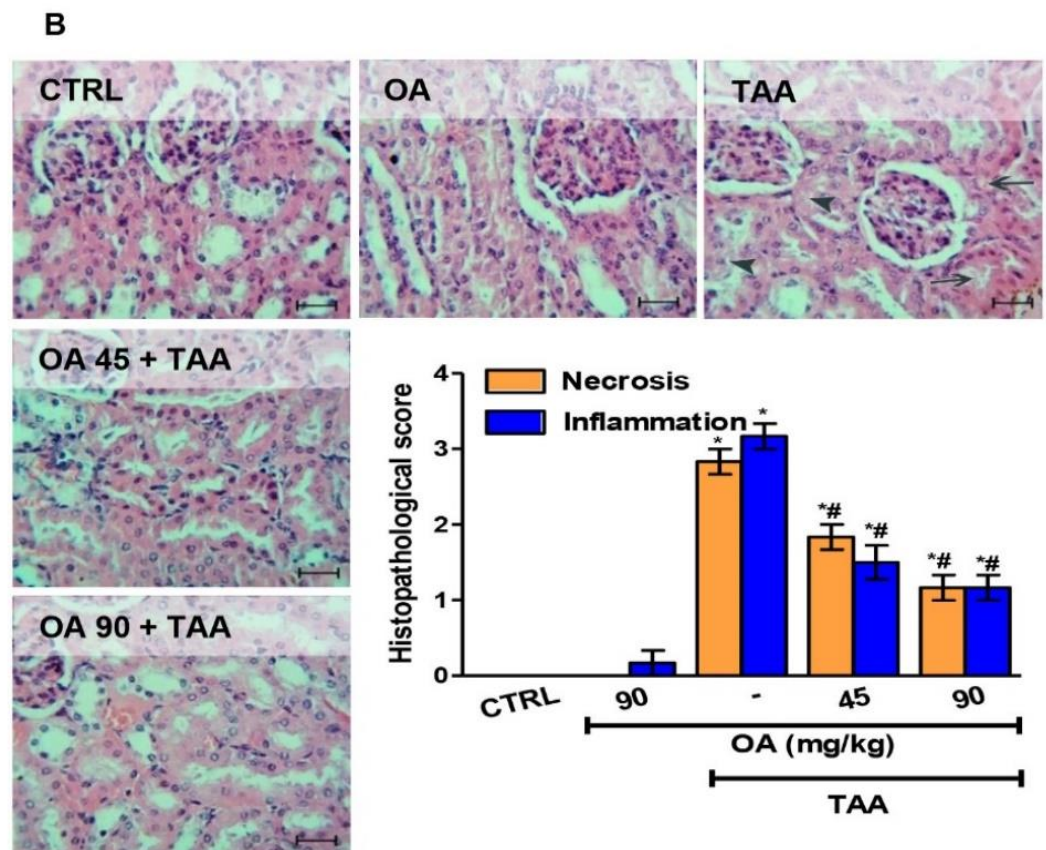 B
CTRL
OA
TAA
OA 45 + TAA
OA 90 + TAA
Necrosis
Inflammation
Histopathological score
4
3
2
1
0
*
*
*#
*#
*#
*#
CTRL
90
-
45
90
OA (mg/kg)
TAA